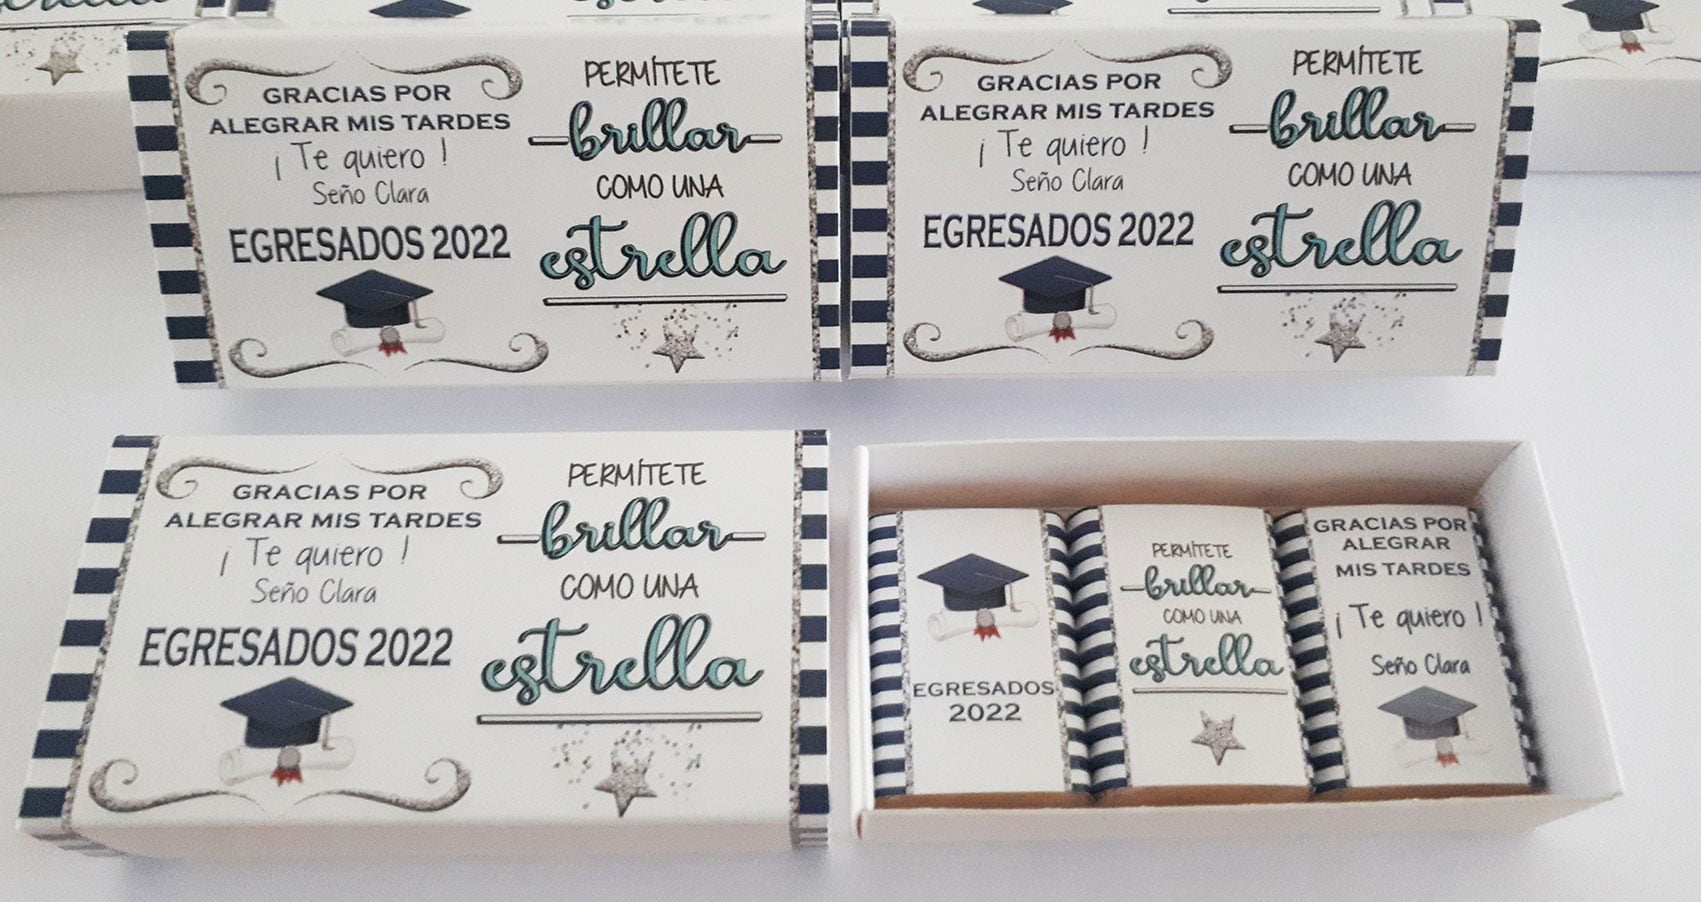 GRACIAS POR
ALEGRAR MIS TARDES
¡ Te quiero !
Seño Clara
EGRESADOS 2022
PERMÍTETE
brillar
COMO UNA
estrella
GRACIAS POR
ALEGRAR MIS TARDES
¡ Te quiero !
Seño Clara
EGRESADOS 2022
PERMÍTETE
brillar
COMO UNA
estrella
GRACIAS POR
ALEGRAR MIS TARDES
¡ Te quiero !
Seño Clara
EGRESADOS 2022
PERMÍTETE
brillar
COMO UNA
estrella
EGRESADOS
2022
PERMÍTETE
brillar
COMO UNA
estrella
GRACIAS POR
ALEGRAR
MIS TARDES
¡ Te quiero !
Seño Clara